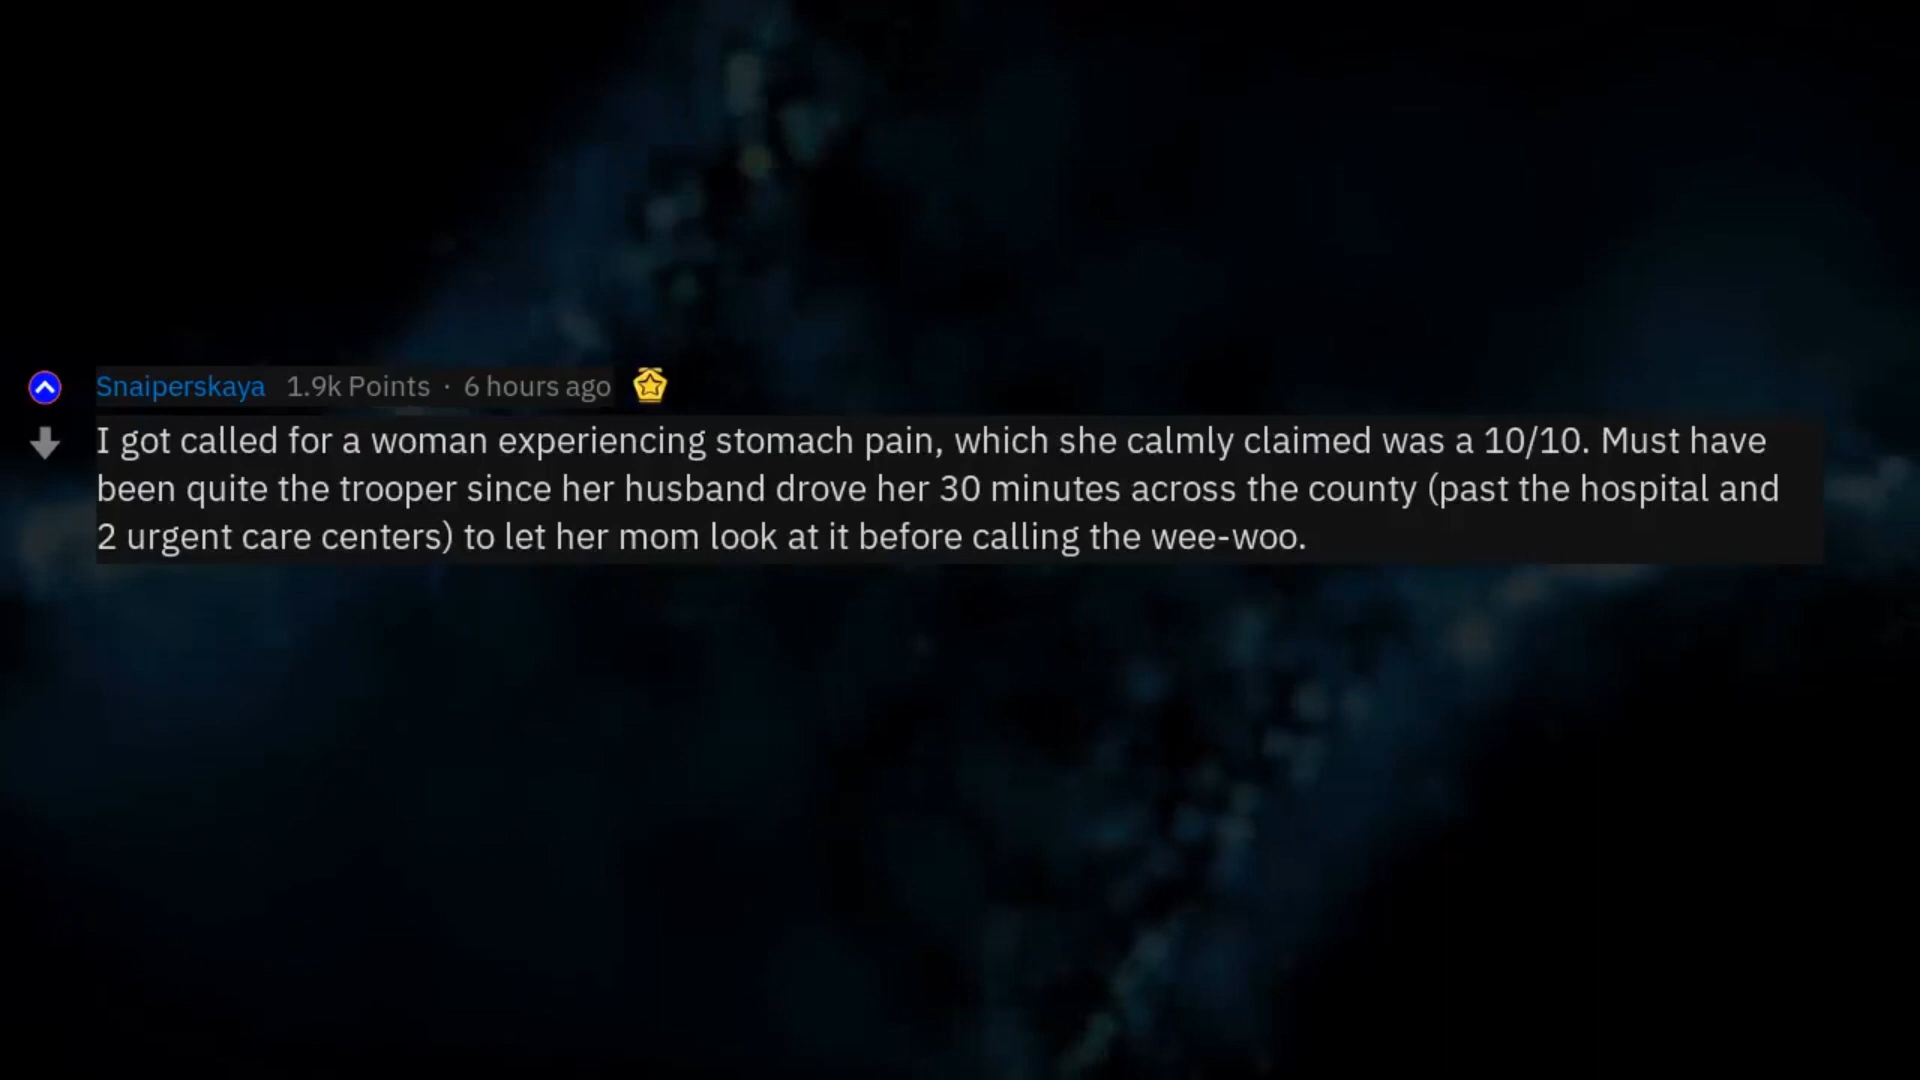 Snaiperskaya 1.9k Points · 6 hours ago
I got called for a woman experiencing stomach pain, which she calmly claimed was a 10/10. Must have
been quite the trooper since her husband drove her 30 minutes across the county (past the hospital and
2 urgent care centers) to let her mom look at it before calling the wee-woo.